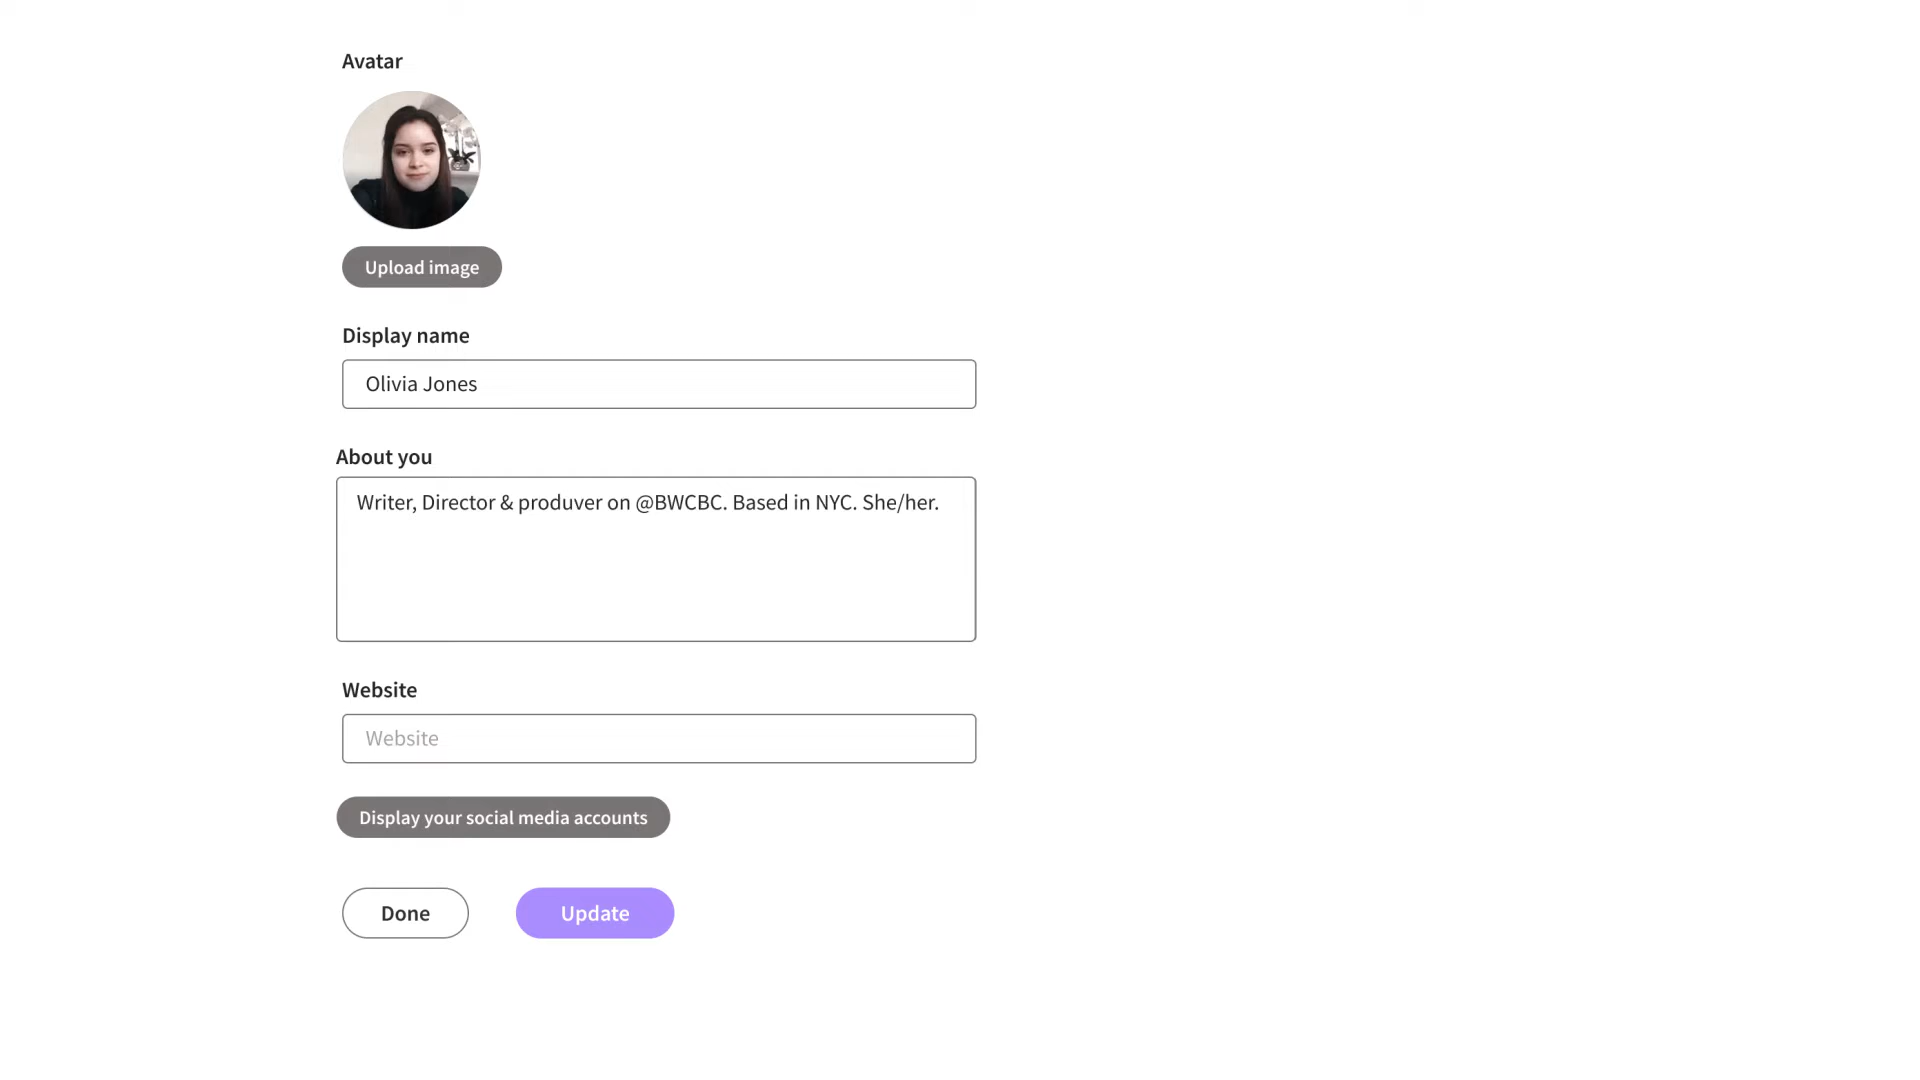 Avatar
Upload image
Display name
Olivia Jones
About you
Writer, Director & produver on @BWCBC. Based in NYC. She/her.
Website
Website
Display your social media accounts
Done
Update